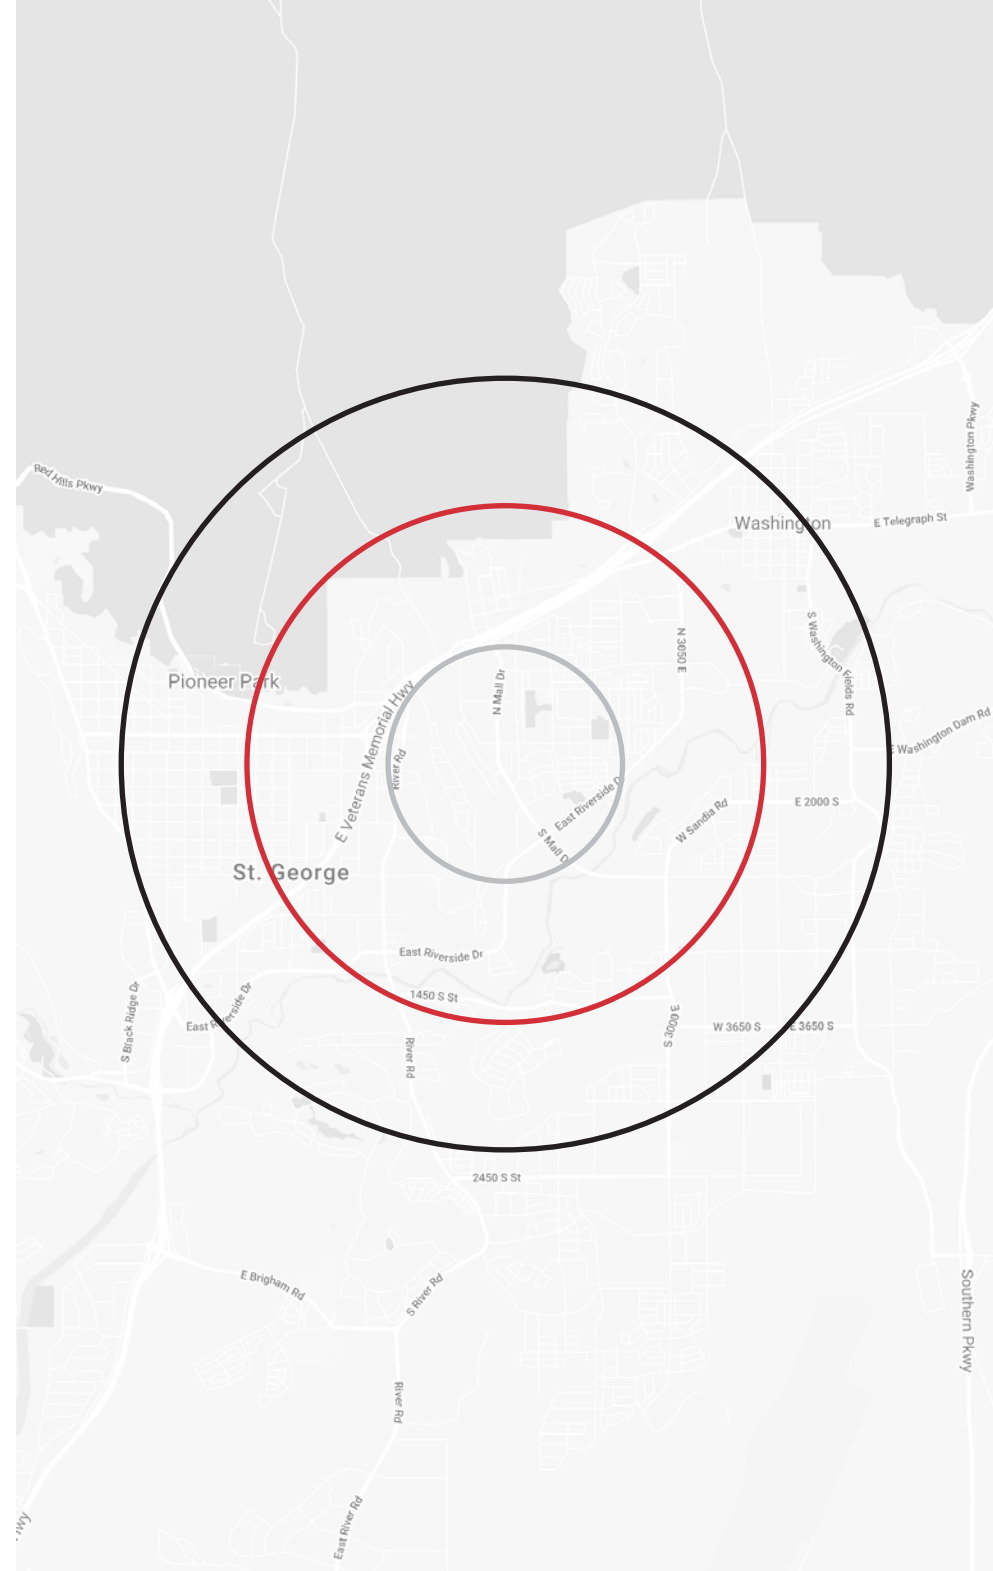 Washington Pkwy
Red Hills Pkwy
Washington
E Telegraph St
N 3050 E
S Washington Fields Rd
Pioneer Park
N Mall Dr
E Veterans Memorial Hwy
River Rd
E Washington Dam Rd
East Riverside D
E 2000 S
W Sandia Rd
S Mall D
St. George
East Riverside Dr
S Black Ridge Dr
East Riverside Dr
1450 S St
S 3000 E
W 3650 S
E 3650 S
River Rd
2450 S St
E Brigham Rd
S River Rd
Southern Pkwy
River Rd
East River Rd